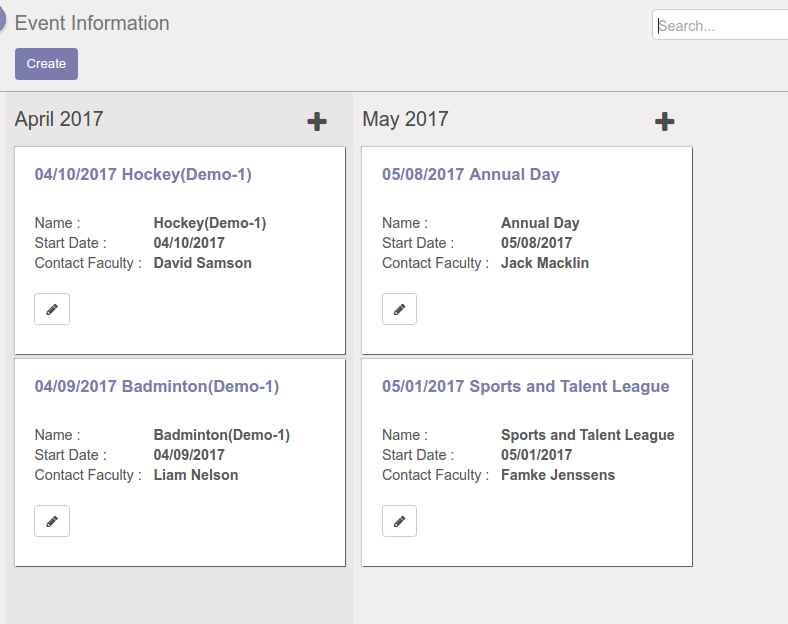 Event Information
Search...
Create
April 2017
04/10/2017 Hockey(Demo-1)
Name : Hockey(Demo-1)
Start Date : 04/10/2017
Contact Faculty : David Samson
04/09/2017 Badminton(Demo-1)
Name : Badminton(Demo-1)
Start Date : 04/09/2017
Contact Faculty : Liam Nelson
May 2017
05/08/2017 Annual Day
Name : Annual Day
Start Date : 05/08/2017
Contact Faculty : Jack Macklin
05/01/2017 Sports and Talent League
Name : Sports and Talent League
Start Date : 05/01/2017
Contact Faculty : Famke Jenssens